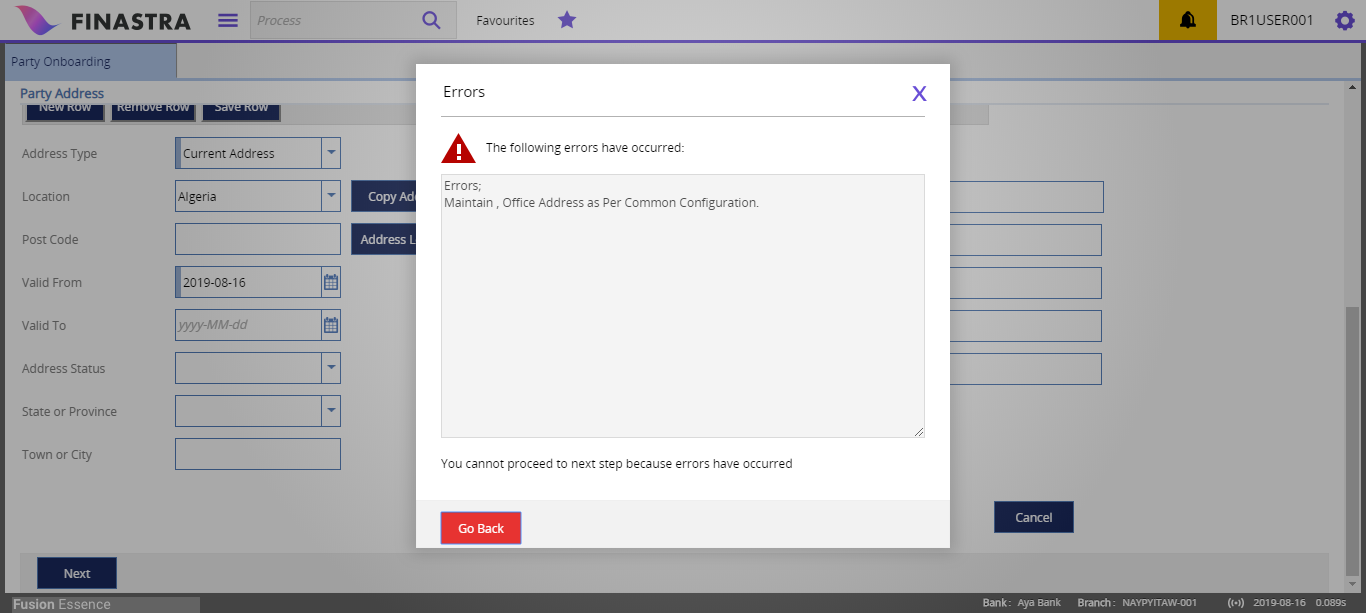 FINASTRA
Process
Favourites
BR1USER001
Party Onboarding
Party Address
New Row
Remove Row
Save Row
Address Type
Current Address
Location
Algeria
Copy Ad
Post Code
Address L
Valid From
2019-08-16
Valid To
yyyy-MM-dd
Address Status
State or Province
Town or City
Errors
X
The following errors have occurred:
Errors;
Maintain , Office Address as Per Common Configuration.
You cannot proceed to next step because errors have occurred
Go Back
Cancel
Next
Fusion Essence
Bank : Aya Bank Branch : NAYPYITAW-001 2019-08-16 0.089s